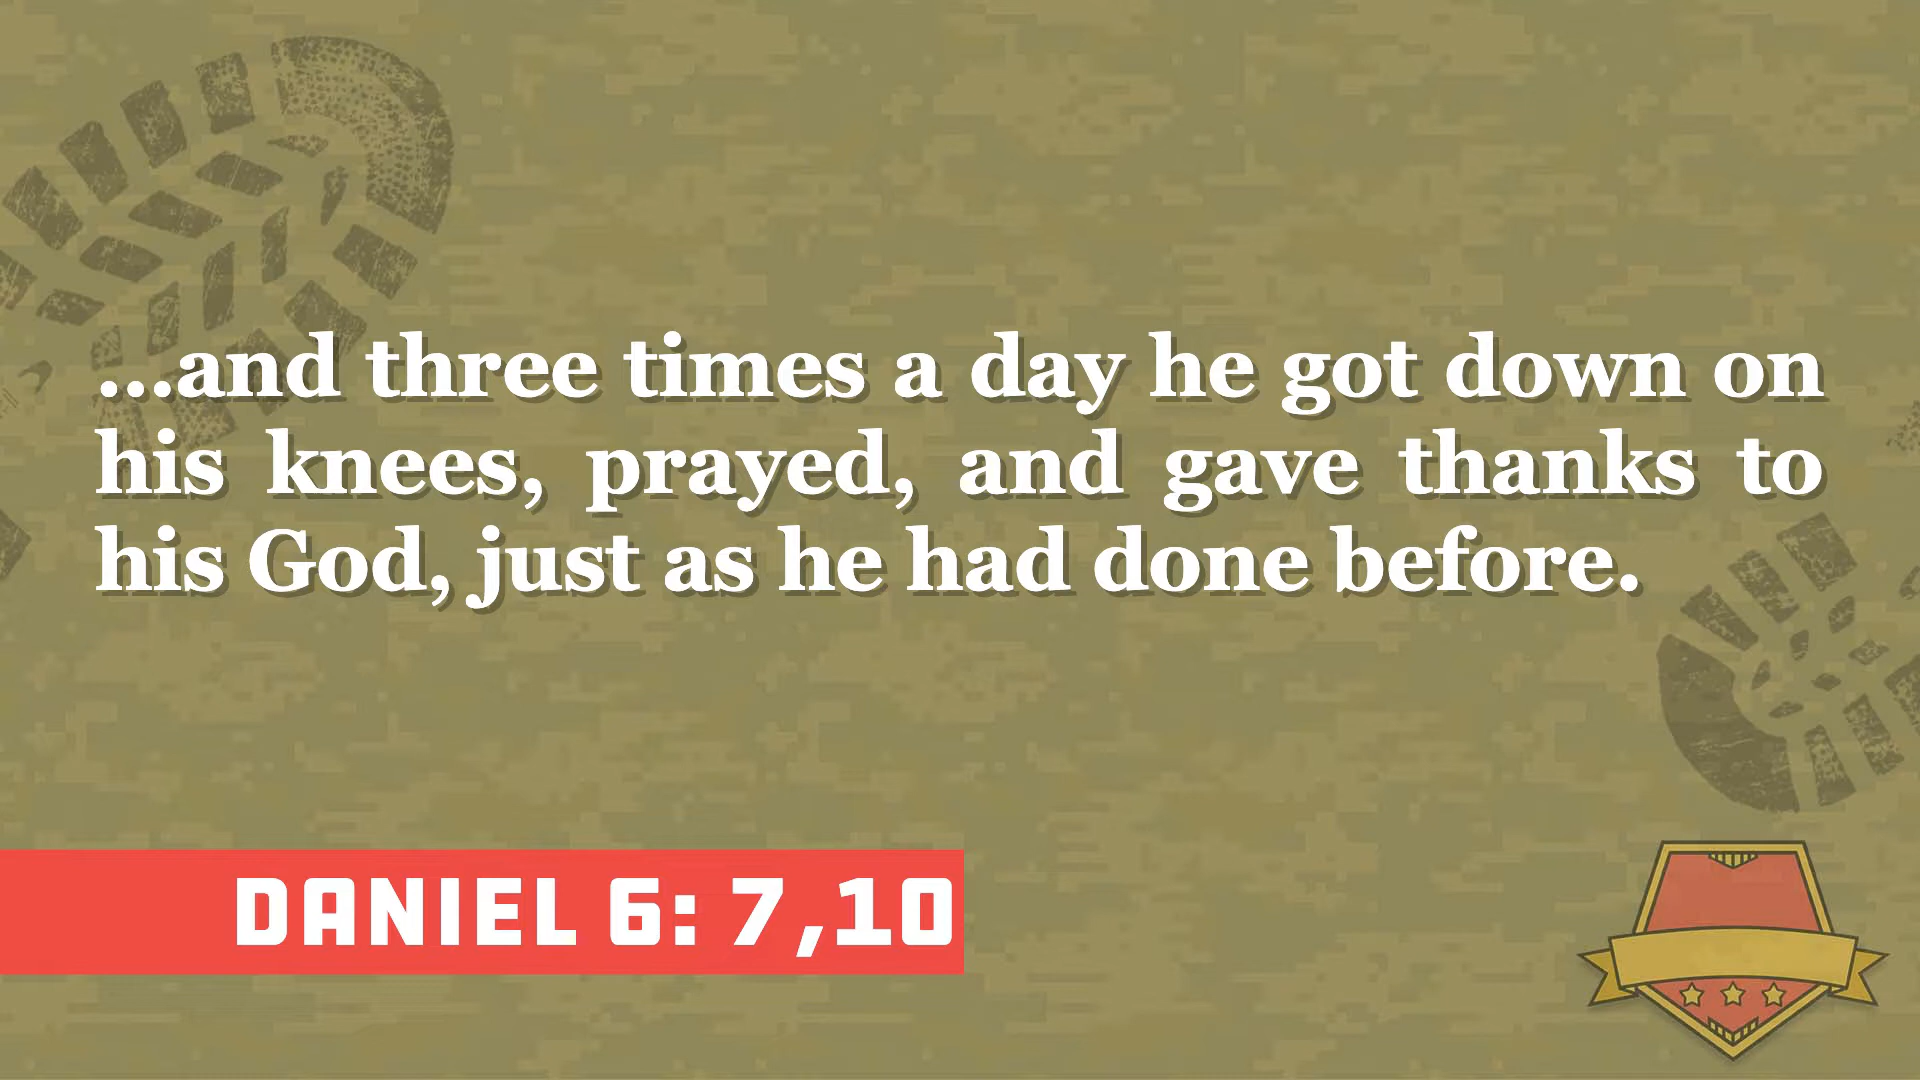 ...and three times a day he got down on
his knees, prayed, and gave thanks to
his God, just as he had done before.
DANIEL 6: 7,10